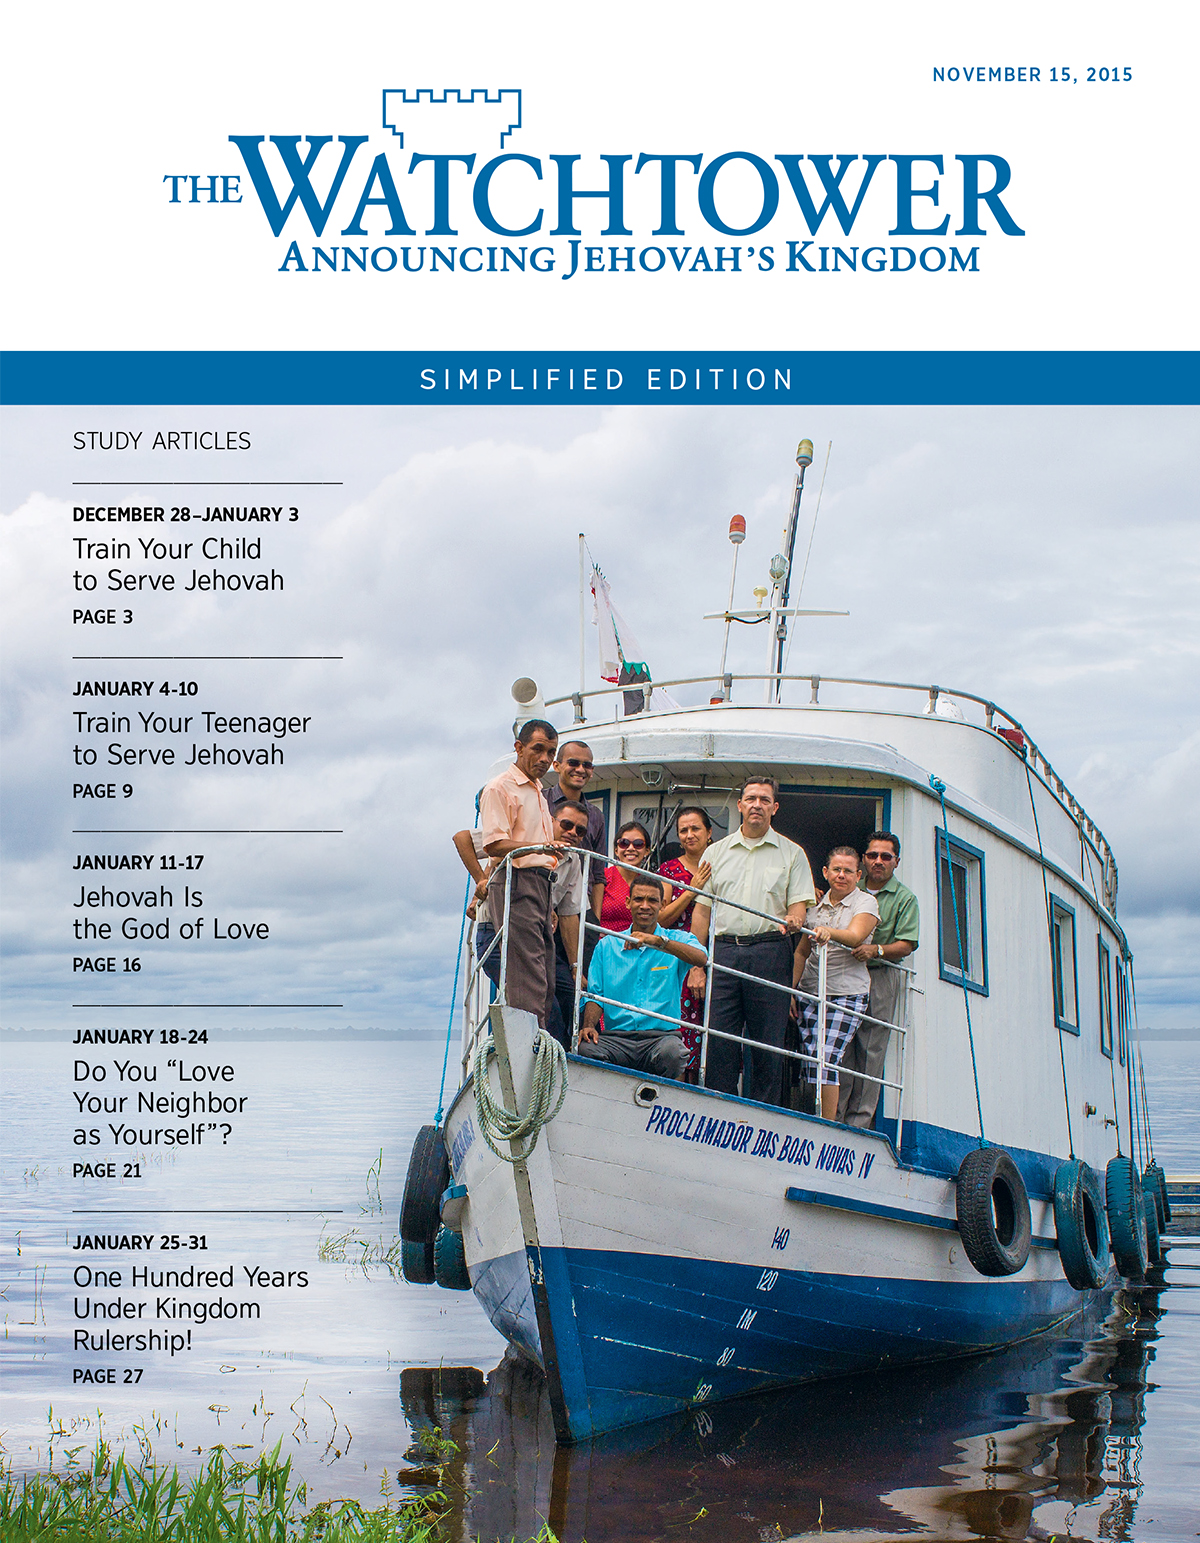 NOVEMBER 15, 2015
THE WATCHTOWER
ANNOUNCING JEHOVAH’S KINGDOM
SIMPLIFIED EDITION
STUDY ARTICLES
DECEMBER 28–JANUARY 3
Train Your Child
to Serve Jehovah
PAGE 3
JANUARY 4-10
Train Your Teenager
to Serve Jehovah
PAGE 9
JANUARY 11-17
Jehovah Is
the God of Love
PAGE 16
JANUARY 18-24
Do You “Love
Your Neighbor
as Yourself”?
PAGE 21
JANUARY 25-31
One Hundred Years
Under Kingdom
Rulership!
PAGE 27
PROCLAMADOR DAS BOAS NOVAS IV
140
120
1M
80
60